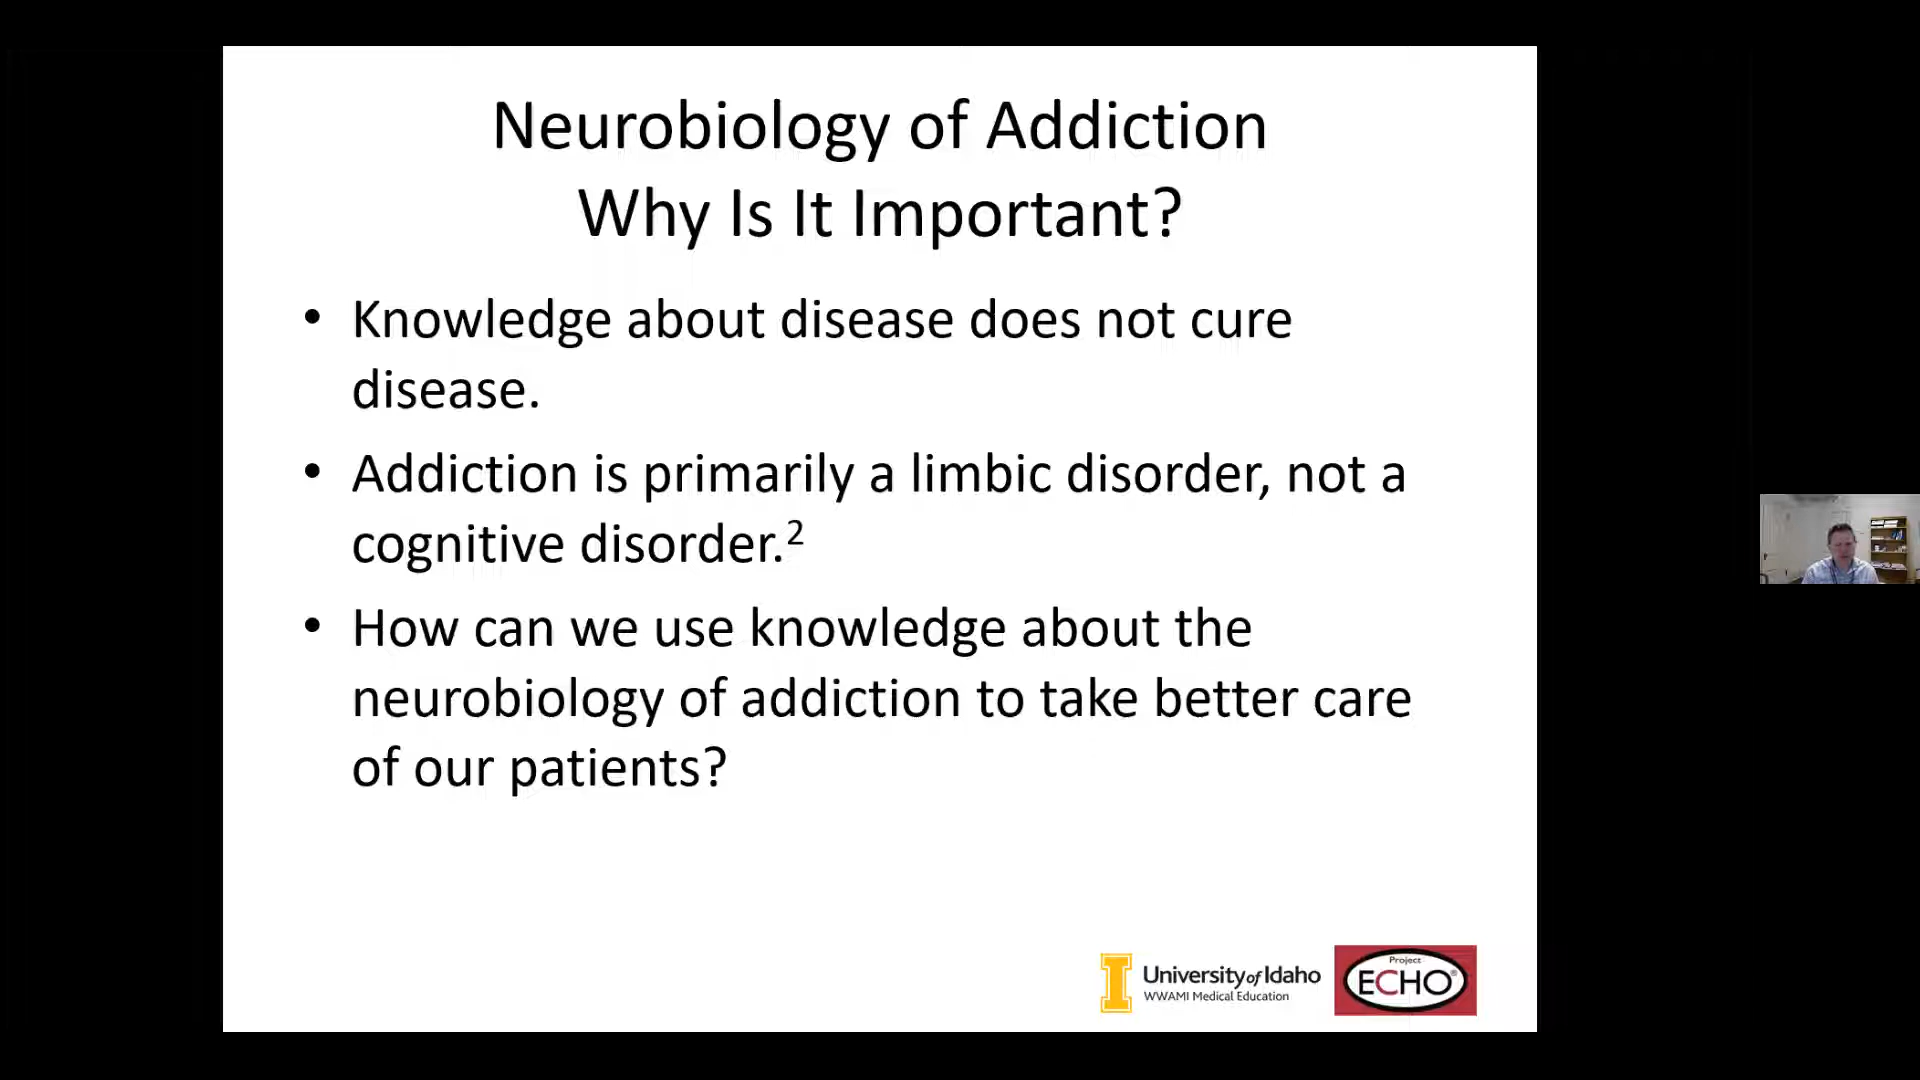 Neurobiology of Addiction
Why Is It Important?
• Knowledge about disease does not cure
disease.
• Addiction is primarily a limbic disorder, not a
cognitive disorder.²
• How can we use knowledge about the
neurobiology of addiction to take better care
of our patients?
I University of Idaho
WWAMI Medical Education
Project
ECHO®